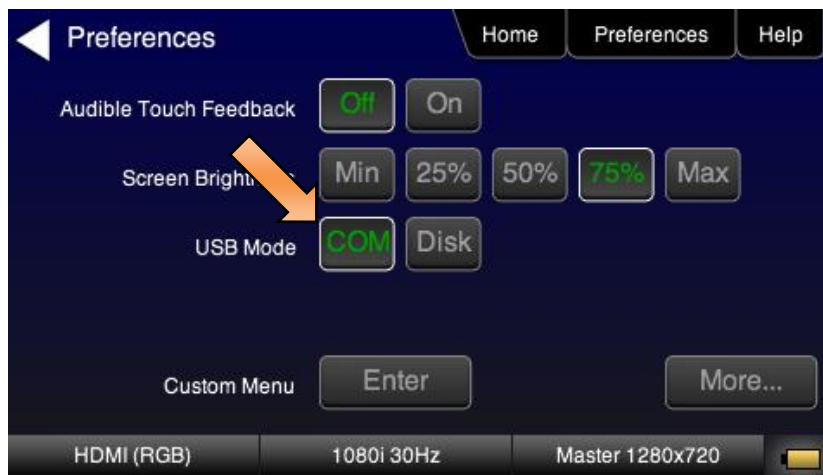 Preferences Home Preferences Help
Audible Touch Feedback Off On
Screen Min 25% 50% 75% Max
USB Mode COM Disk
Custom Menu Enter More...
HDMI (RGB) 1080i 30Hz Master 1280x720